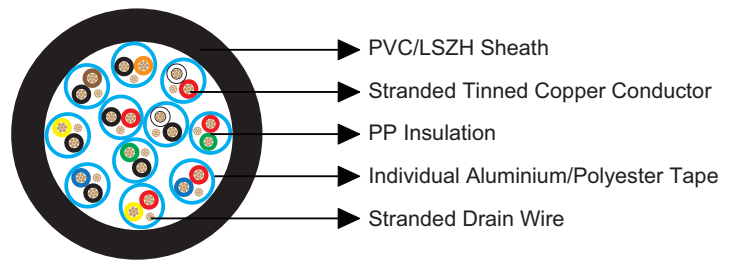 PVC/LSZH Sheath
Stranded Tinned Copper Conductor
PP Insulation
Individual Aluminium/Polyester Tape
Stranded Drain Wire